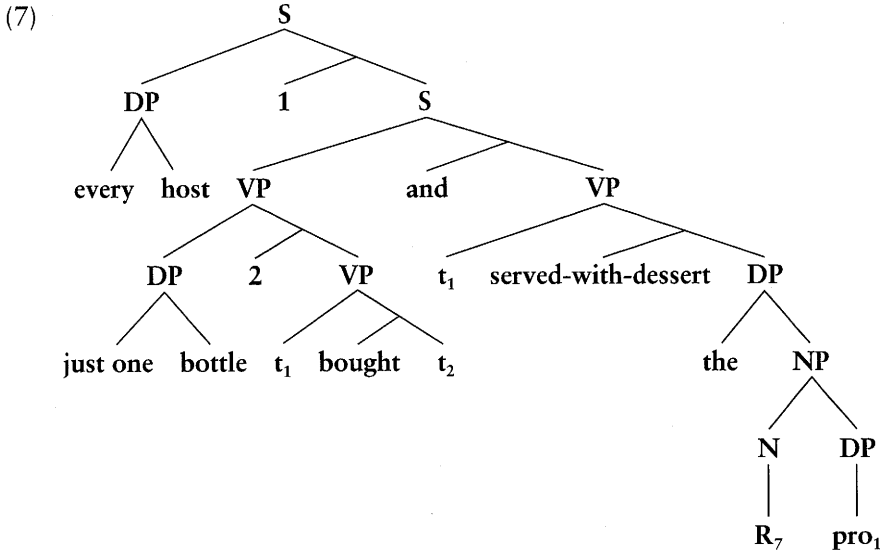 (7) S
DP 1 S
every host VP and VP
DP 2 VP t₁ served-with-dessert DP
just one bottle t₁ bought t₂ the NP
N DP
R₇ pro₁